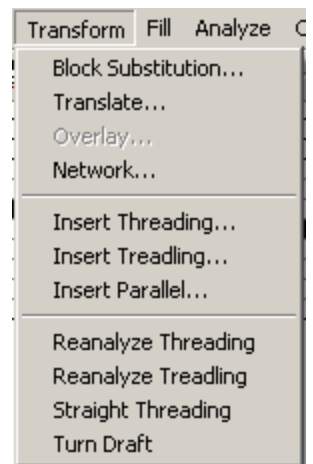 Transform Fill Analyze
Block Substitution...
Translate...
Overlay...
Network...
Insert Threading...
Insert Treadling...
Insert Parallel...
Reanalyze Threading
Reanalyze Treadling
Straight Threading
Turn Draft